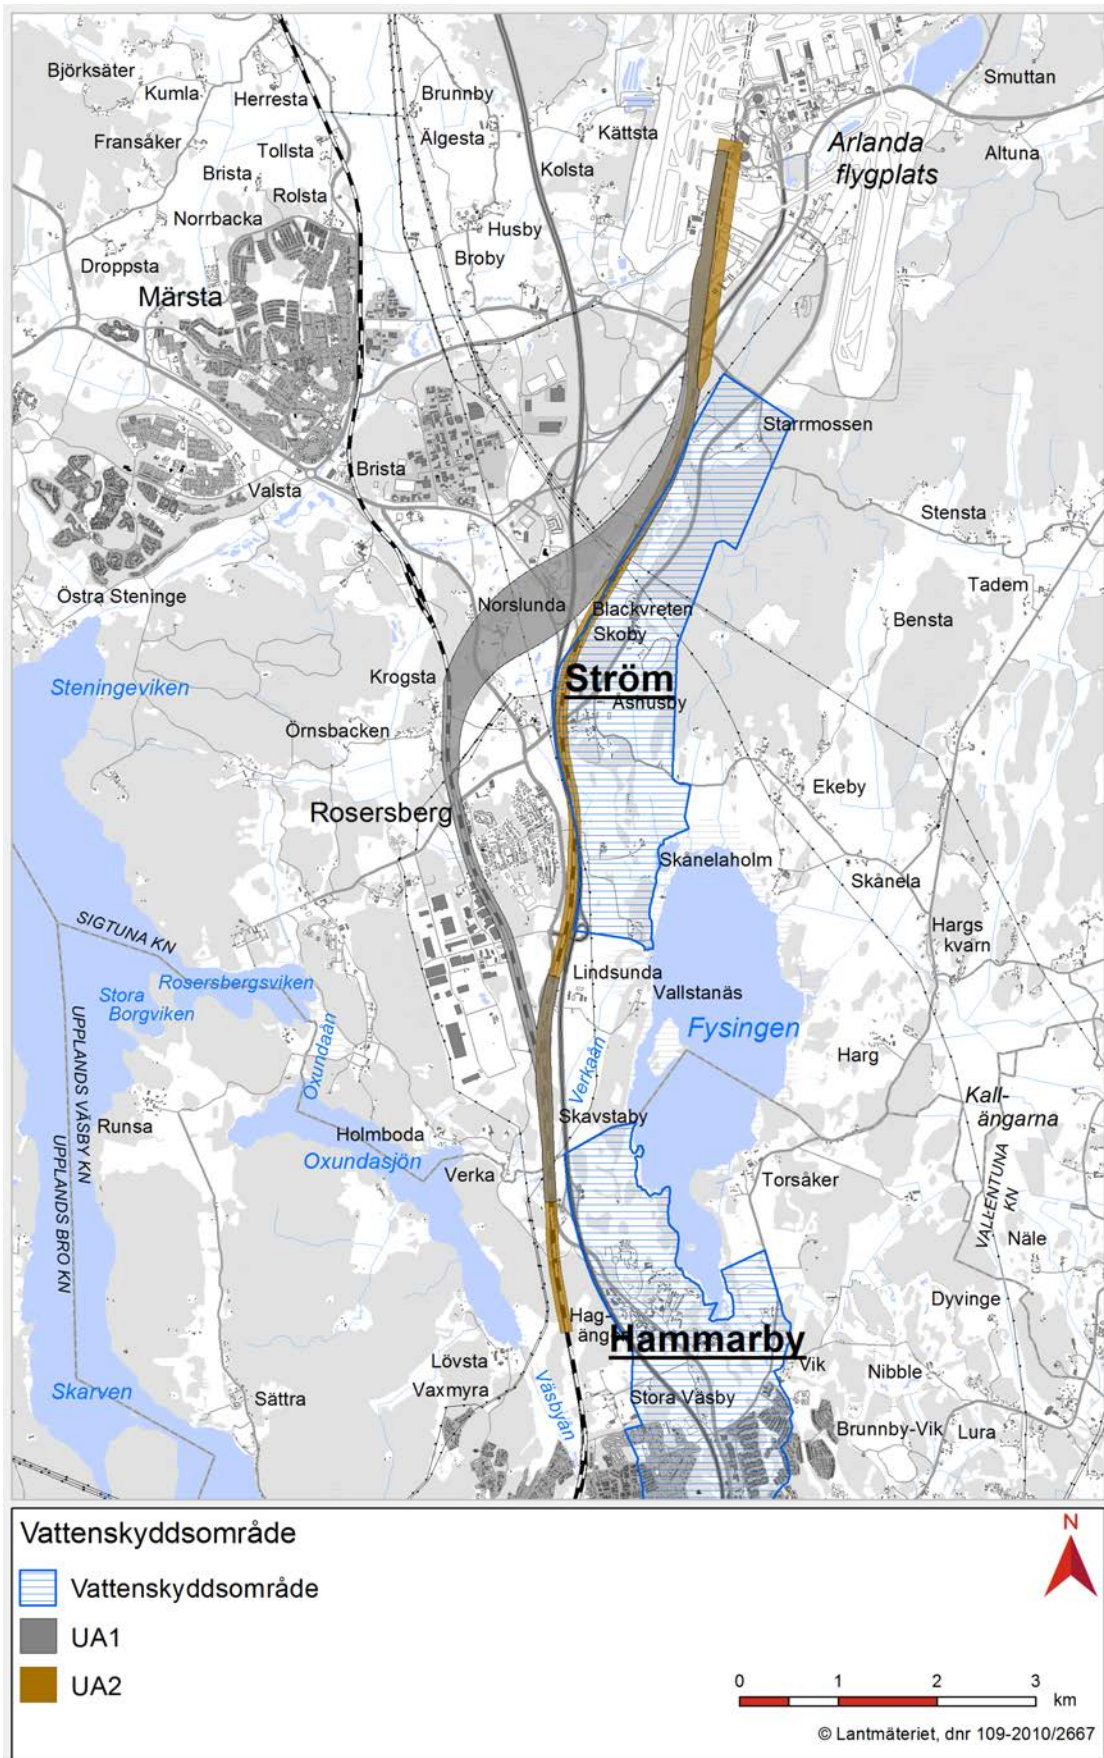 Björksäter
Kumla
Herresta
Brunnby
Smuttan
Fransåker
Älgesta
Kättsta
Arlanda
flygplats
Altuna
Tollsta
Brista
Kolsta
Rolsta
Norrbacka
Husby
Droppsta
Broby
Märsta
Starrmossen
Brista
Valsta
Stensta
Östra Steninge
Norslunda
Blackvreten
Tadem
Bensta
Skoby
Steningeviken
Krogsta
Ström
Åshusby
Örnsbacken
Ekeby
Rosersberg
Skånelaholm
Skånela
SIGTUNA KN
Hargs
kvarn
Rosersbergsviken
Lindsunda
Stora
Borgviken
Vallstanäs
Fysingen
UPPLANDS VÄSBY KN
Oxundaån
Verkaån
Harg
Kall-
ängarna
Runsa
Holmboda
Skavstaby
Oxundasjön
Verka
Torsåker
UPPLANDS BRO KN
VALLENTUNA
KN
Näle
Dyvinge
Hag-
äng
Hammarby
Lövsta
Vik
Nibble
Skarven
Sättra
Vaxmyra
Väsbyån
Stora Väsby
Brunnby-Vik
Lura
Vattenskyddsområde
N
Vattenskyddsområde
UA1
UA2
0 1 2 3
km
© Lantmäteriet, dnr 109-2010/2667